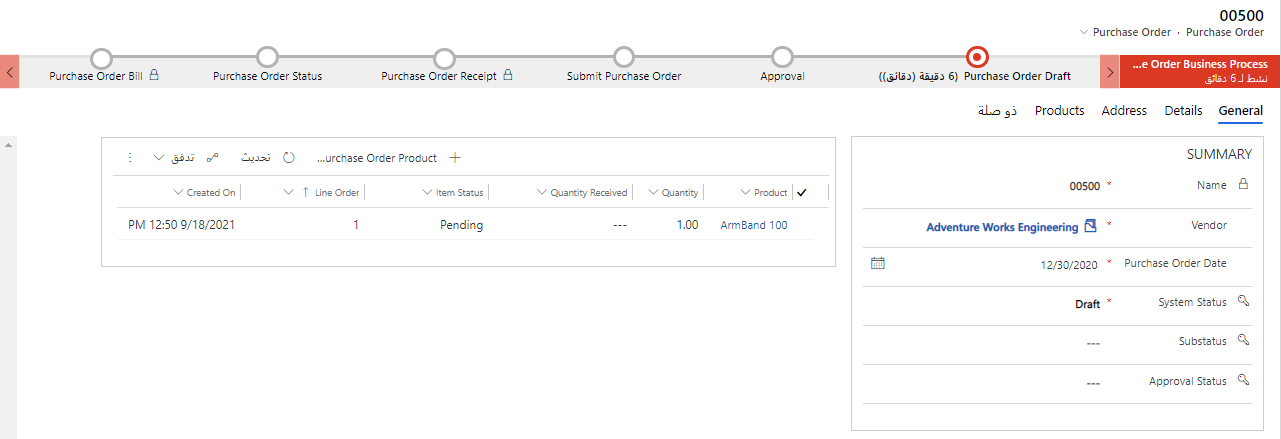 00500
Purchase Order · Purchase Order
...e Order Business Process
نشط لـ 6 دقائق
Purchase Order Draft (6 دقيقة (دقائق))
Approval
Submit Purchase Order
Purchase Order Receipt
Purchase Order Status
Purchase Order Bill
General
Details
Address
Products
ذو صلة
SUMMARY
Name * 00500
Vendor * Adventure Works Engineering
Purchase Order Date * 12/30/2020
System Status * Draft
Substatus ---
Approval Status ---
...urchase Order Product
تحديث
تدفق
Product
Quantity
Quantity Received
Item Status
Line Order
Created On
ArmBand 100
1.00
---
Pending
1
PM 12:50 9/18/2021